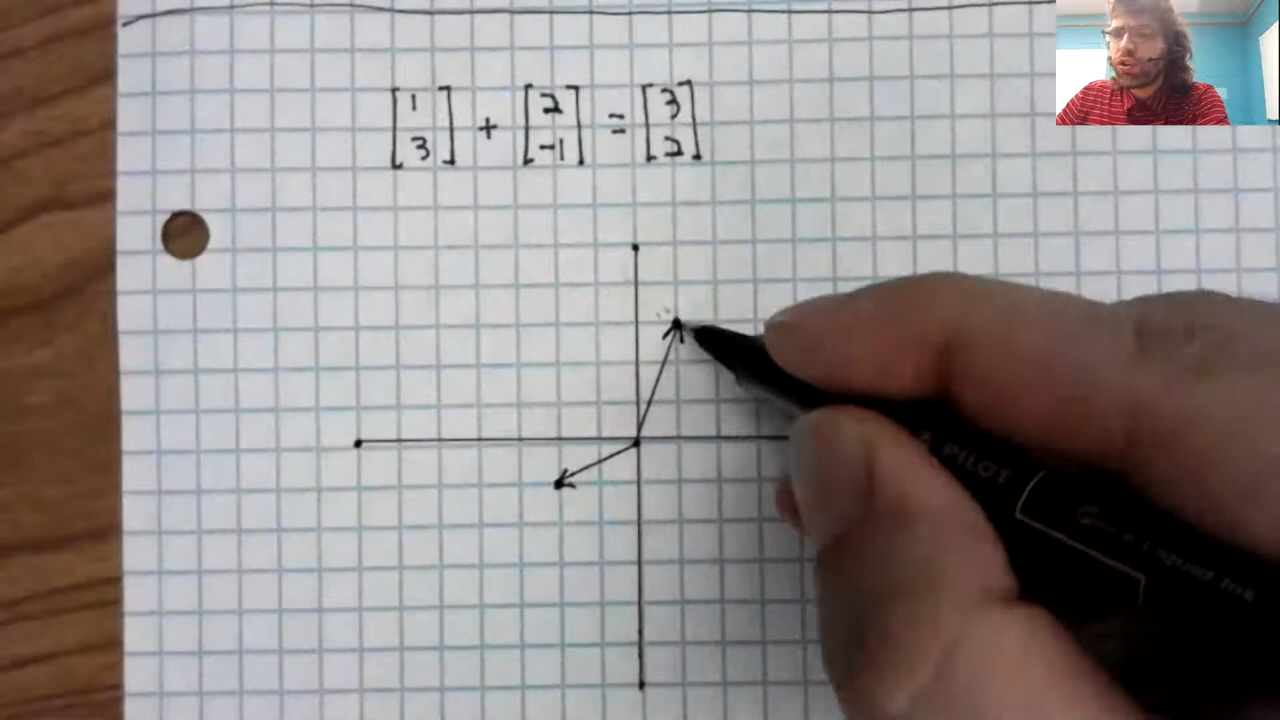 [1 3] + [2 -1] = [3 2]
PILOT